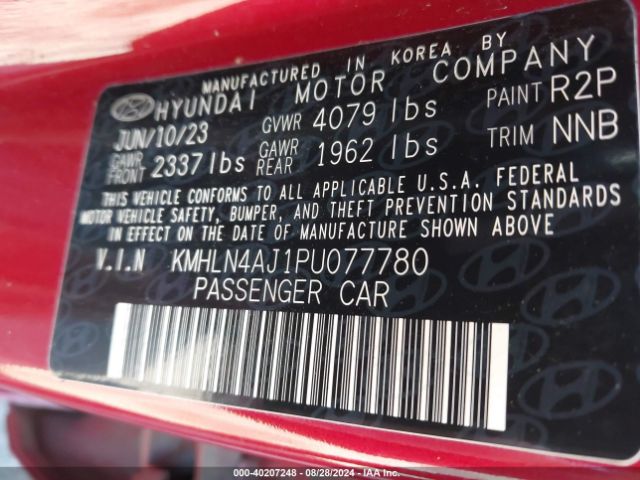 MANUFACTURED IN KOREA BY
HYUNDAI MOTOR COMPANY
JUN/10/23 GVWR 4079 lbs PAINT R2P
GAWR FRONT 2337 lbs GAWR REAR 1962 lbs TRIM NNB
THIS VEHICLE CONFORMS TO ALL APPLICABLE U.S.A. FEDERAL
MOTOR VEHICLE SAFETY, BUMPER, AND THEFT PREVENTION STANDARDS
IN EFFECT ON THE DATE OF MANUFACTURE SHOWN ABOVE
V.I.N KMHLN4AJ1PU077780
PASSENGER CAR
000-40207248 - 08/28/2024 - IAA Inc.